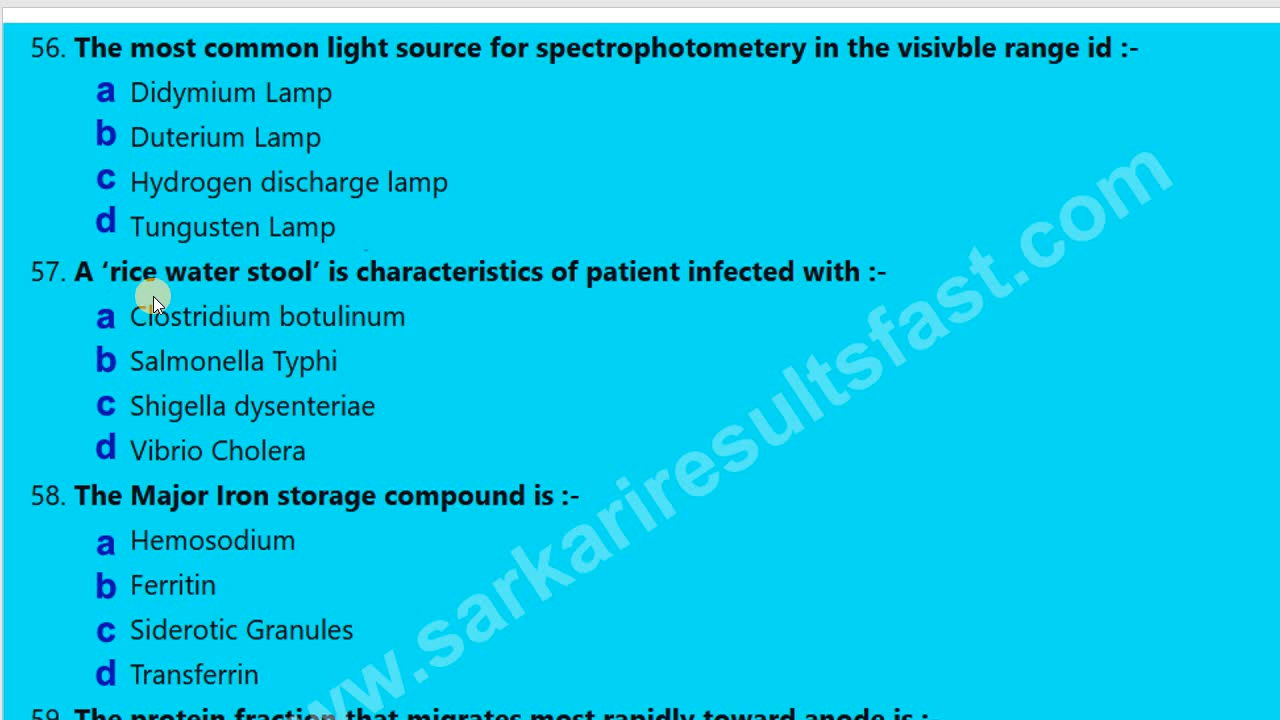 56. The most common light source for spectrophotometery in the visivble range id :-
a Didymium Lamp
b Duterium Lamp
c Hydrogen discharge lamp
d Tungusten Lamp
57. A ‘rice water stool’ is characteristics of patient infected with :-
a Clostridium botulinum
b Salmonella Typhi
c Shigella dysenteriae
d Vibrio Cholera
58. The Major Iron storage compound is :-
a Hemosodium
b Ferritin
c Siderotic Granules
d Transferrin
59. The protein fraction that migrates most rapidly toward anode is :-
ww.sarkariresultsfast.com